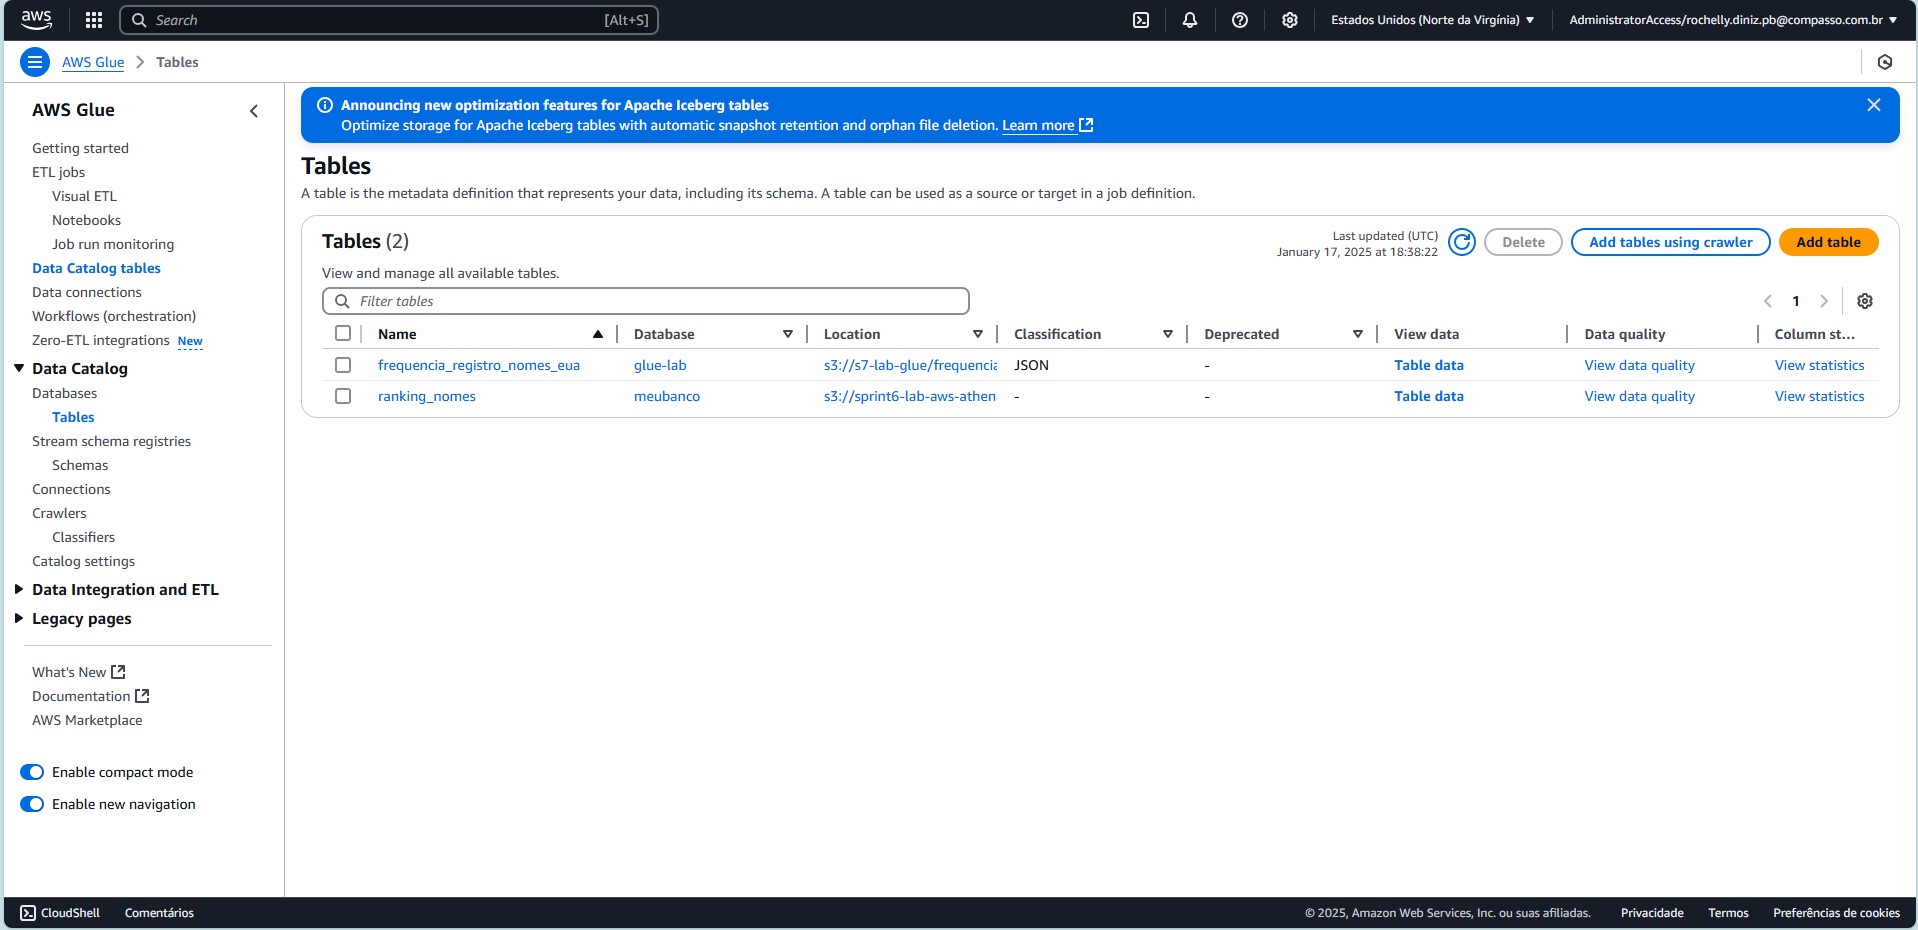 aws Search [Alt+S] Estados Unidos (Norte da Virgínia) AdministratorAccess/rochelly.diniz.pb@compasso.com.br
AWS Glue > Tables
AWS Glue
Getting started
ETL jobs
Visual ETL
Notebooks
Job run monitoring
Data Catalog tables
Data connections
Workflows (orchestration)
Zero-ETL integrations New
Data Catalog
Databases
Tables
Stream schema registries
Schemas
Connections
Crawlers
Classifiers
Catalog settings
Data Integration and ETL
Legacy pages
What's New
Documentation
AWS Marketplace
Enable compact mode
Enable new navigation
Announcing new optimization features for Apache Iceberg tables
Optimize storage for Apache Iceberg tables with automatic snapshot retention and orphan file deletion. Learn more
Tables
A table is the metadata definition that represents your data, including its schema. A table can be used as a source or target in a job definition.
Tables (2)
Last updated (UTC)
January 17, 2025 at 18:38:22
Delete Add tables using crawler Add table
View and manage all available tables.
Filter tables
1
Name Database Location Classification Deprecated View data Data quality Column st...
frequencia_registro_nomes_eua glue-lab s3://s7-lab-glue/frequencia JSON - Table data View data quality View statistics
ranking_nomes meubanco s3://sprint6-lab-aws-athen - - Table data View data quality View statistics
CloudShell Comentários © 2025, Amazon Web Services, Inc. ou suas afiliadas. Privacidade Termos Preferências de cookies